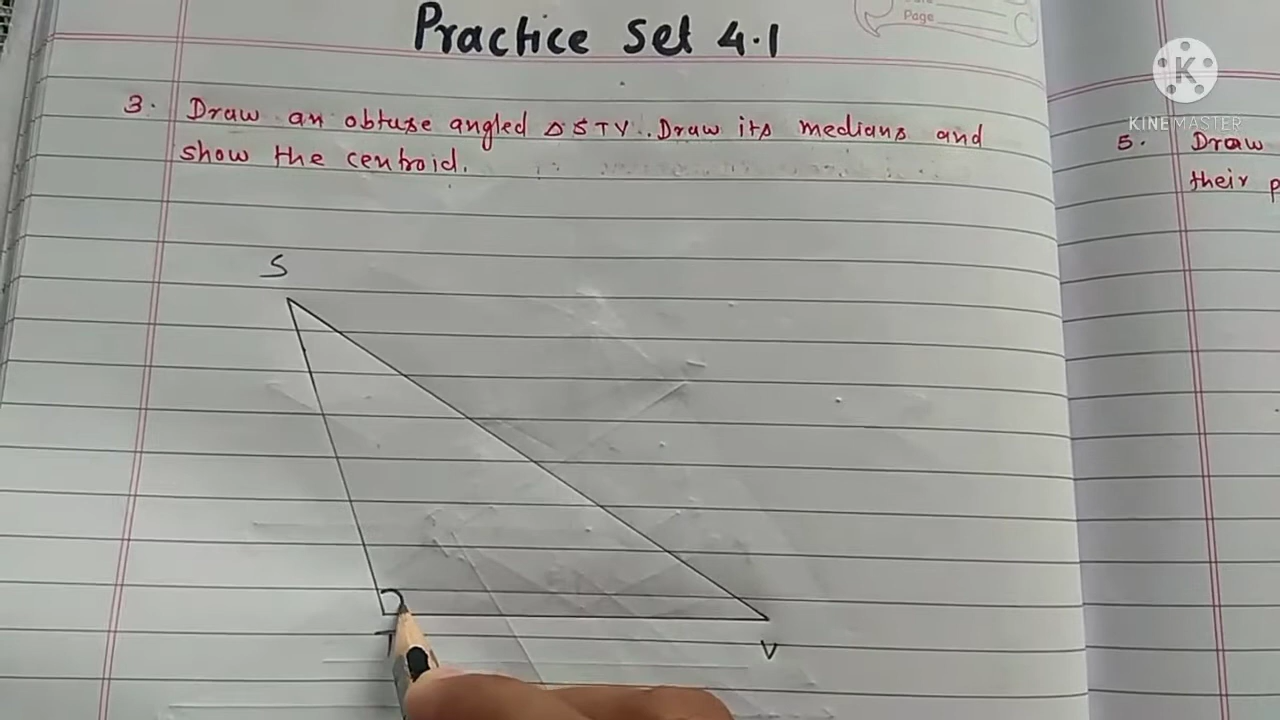 Practice Set 4.1
Page
3. Draw an obtuse angled △STV. Draw its medians and
show the centroid.
S
T
V
5. Draw
their p
K
KINEMASTER